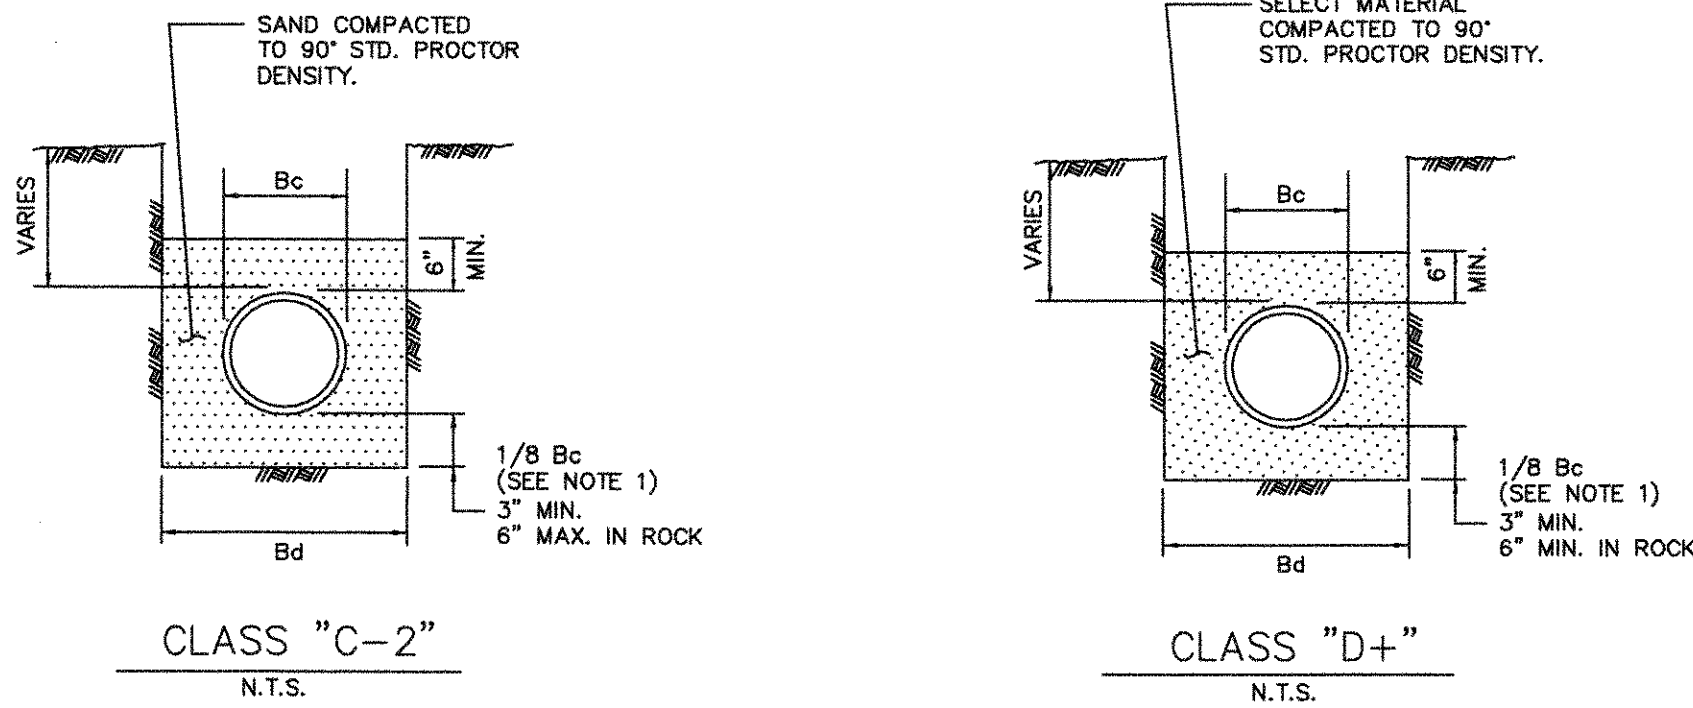 SAND COMPACTED
TO 90° STD. PROCTOR
DENSITY.
VARIES
Bc
6"
MIN.
1/8 Bc
(SEE NOTE 1)
3" MIN.
6" MAX. IN ROCK
Bd
CLASS "C-2"
N.T.S.
SELECT MATERIAL
COMPACTED TO 90°
STD. PROCTOR DENSITY.
VARIES
Bc
6"
MIN.
1/8 Bc
(SEE NOTE 1)
3" MIN.
6" MIN. IN ROCK
Bd
CLASS "D+"
N.T.S.